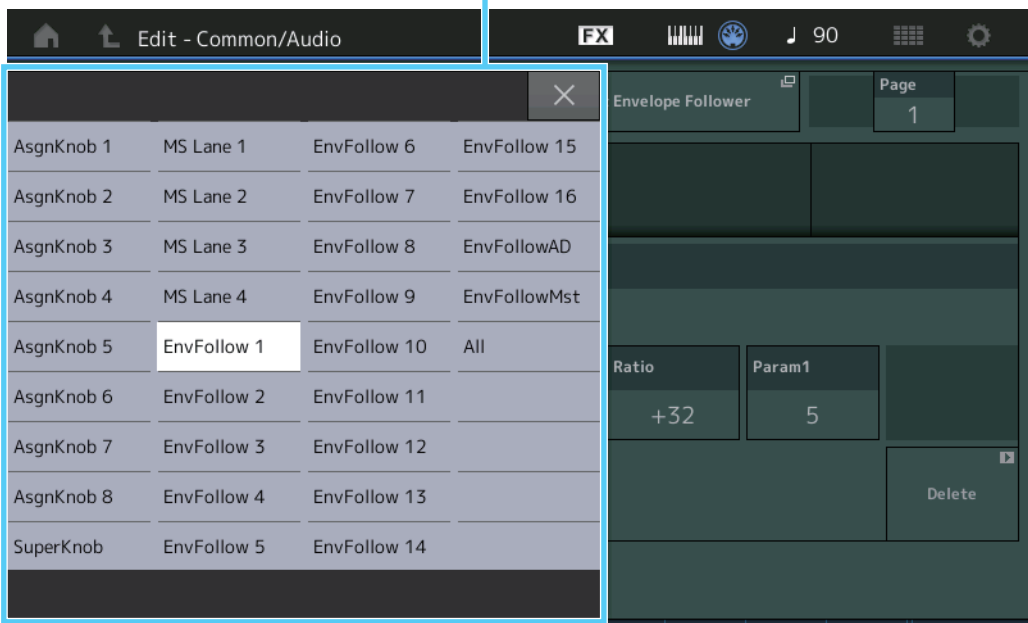 Edit - Common/Audio FX 90
Envelope Follower Page
1
AsgnKnob 1 MS Lane 1 EnvFollow 6 EnvFollow 15
AsgnKnob 2 MS Lane 2 EnvFollow 7 EnvFollow 16
AsgnKnob 3 MS Lane 3 EnvFollow 8 EnvFollowAD
AsgnKnob 4 MS Lane 4 EnvFollow 9 EnvFollowMst
AsgnKnob 5 EnvFollow 1 EnvFollow 10 All
AsgnKnob 6 EnvFollow 2 EnvFollow 11
AsgnKnob 7 EnvFollow 3 EnvFollow 12
AsgnKnob 8 EnvFollow 4 EnvFollow 13
SuperKnob EnvFollow 5 EnvFollow 14
Ratio Param1
+32 5
Delete